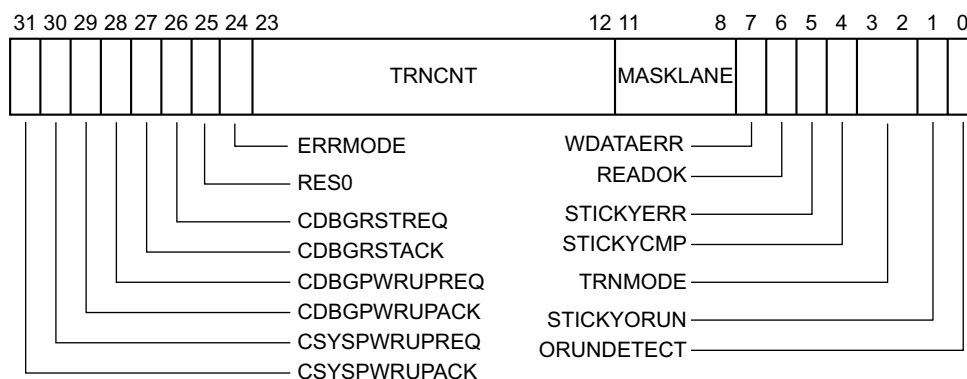 31 30 29 28 27 26 25 24 23 12 11 8 7 6 5 4 3 2 1 0
TRNCNT MASKLANE
ERRMODE WDATAERR
RES0 READOK
CDBGRSTREQ STICKYERR
CDBGRSTACK STICKYCMP
CDBGPWRUPREQ TRNMODE
CDBGPWRUPACK STICKYORUN
CSYSPWRUPREQ ORUNDETECT
CSYSPWRUPACK